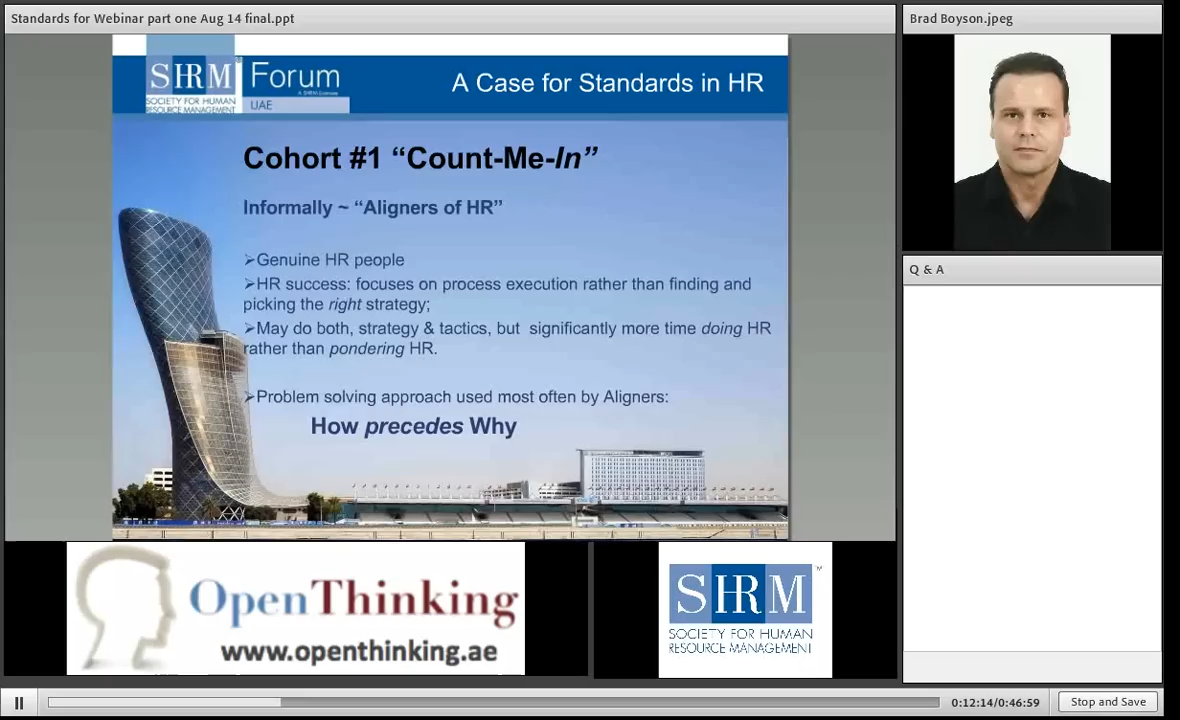 Standards for Webinar part one Aug 14 final.ppt
Brad Boyson.jpeg
SHRM
SOCIETY FOR HUMAN
RESOURCE MANAGEMENT
Forum
UAE
A Case for Standards in HR
Cohort #1 “Count-Me-In”
Informally ~ “Aligners of HR”
➢Genuine HR people
➢HR success: focuses on process execution rather than finding and
picking the right strategy;
➢May do both, strategy & tactics, but significantly more time doing HR
rather than pondering HR.
➢Problem solving approach used most often by Aligners:
How precedes Why
Q & A
OpenThinking
www.openthinking.ae
SHRM
TM
SOCIETY FOR HUMAN
RESOURCE MANAGEMENT
0:12:14/0:46:59
Stop and Save